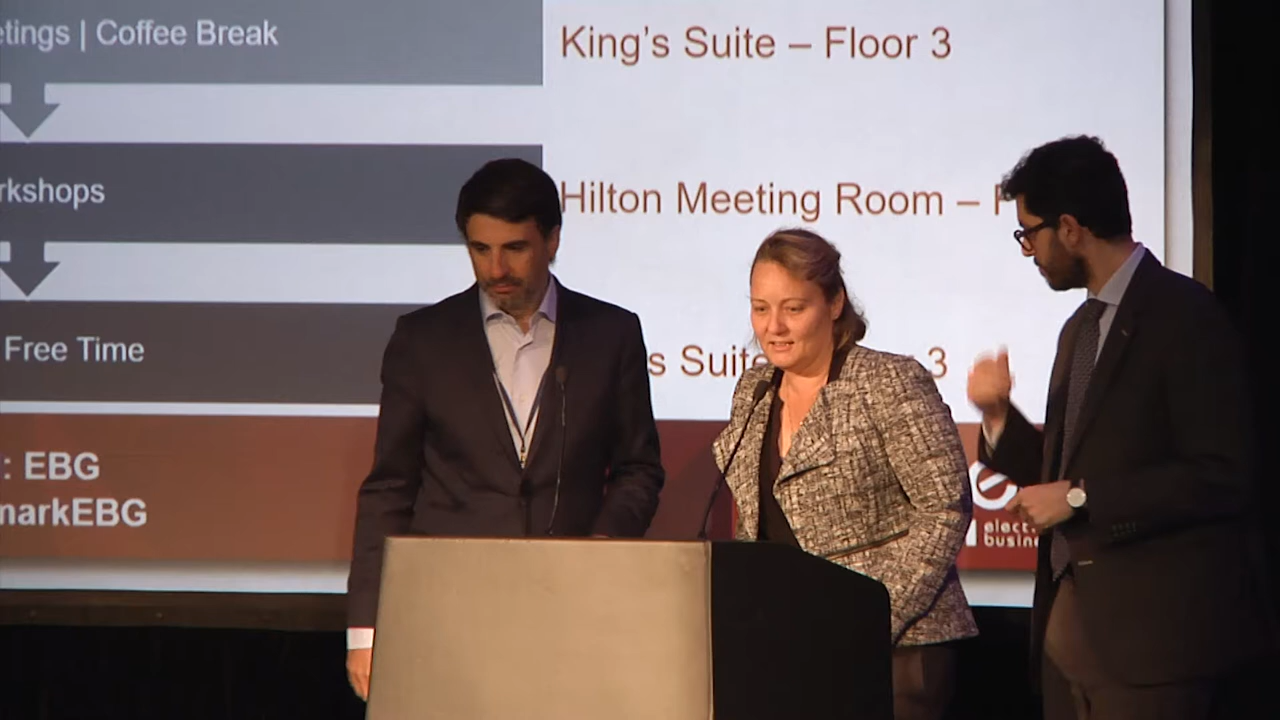 etings | Coffee Break
King's Suite – Floor 3
rkshops
Hilton Meeting Room –
Free Time
s Suite 3
: EBG
markEBG
elect
busin